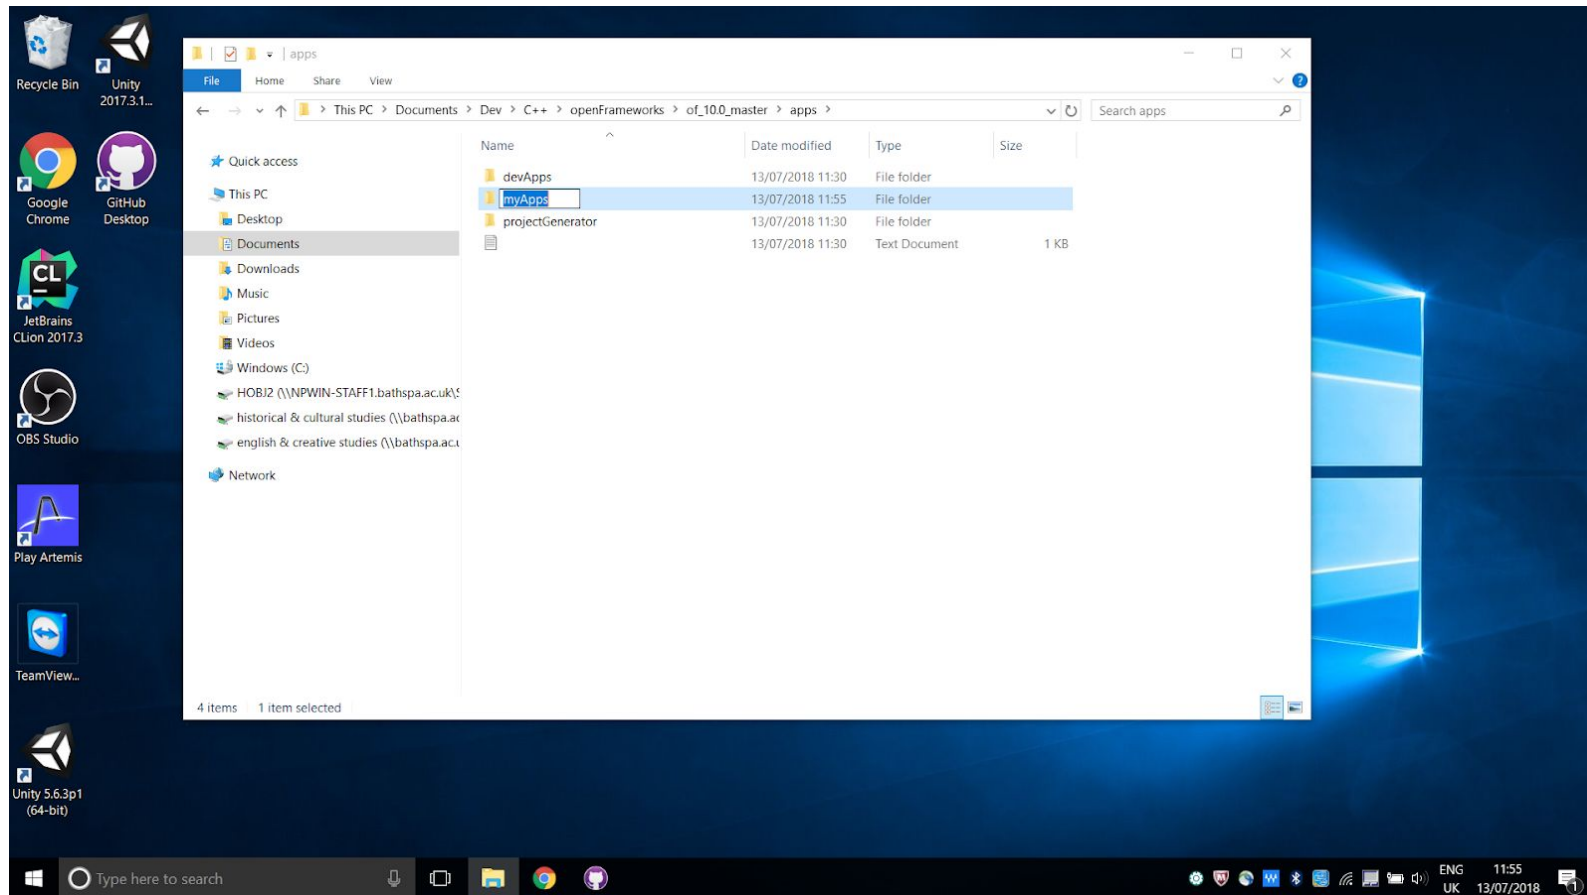 Recycle Bin
Unity
2017.3.1...
Google
Chrome
GitHub
Desktop
CL
JetBrains
CLion 2017.3
OBS Studio
Play Artemis
TeamView...
Unity 5.6.3p1
(64-bit)
apps
File Home Share View
This PC > Documents > Dev > C++ > openFrameworks > of_10.0_master > apps >
Search apps
Quick access
This PC
Desktop
Documents
Downloads
Music
Pictures
Videos
Windows (C:)
HOBJ2 (\\NPWIN-STAFF1.bathspa.ac.uk\S
historical & cultural studies (\\bathspa.ac
english & creative studies (\\bathspa.ac.u
Network
Name Date modified Type Size
devApps 13/07/2018 11:30 File folder
myApps 13/07/2018 11:55 File folder
projectGenerator 13/07/2018 11:30 File folder
13/07/2018 11:30 Text Document 1 KB
4 items 1 item selected
Type here to search
ENG
UK
11:55
13/07/2018
1